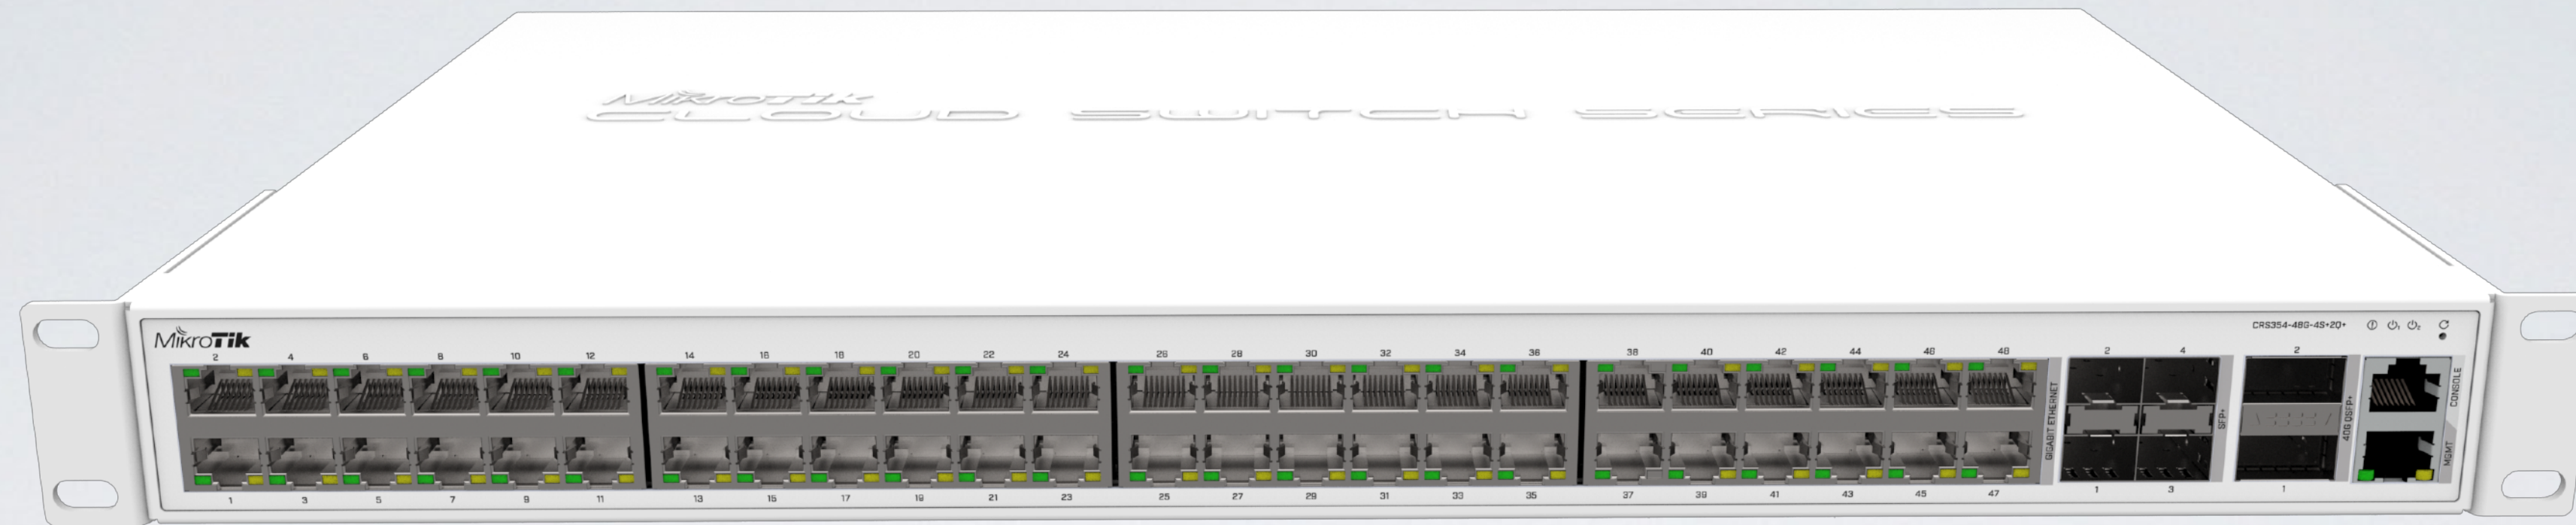 MikroTik
CLOUD SWITCH SERIES
MikroTik
CRS354-48G-4S+2Q+
2 4 6 8 10 12 14 16 18 20 22 24 26 28 30 32 34 36 38 40 42 44 46 48
1 3 5 7 9 11 13 15 17 19 21 23 25 27 29 31 33 35 37 39 41 43 45 47
GIGABIT ETHERNET
2 4
1 3
SFP+
2
1
40G QSFP+
CONSOLE
MGMT